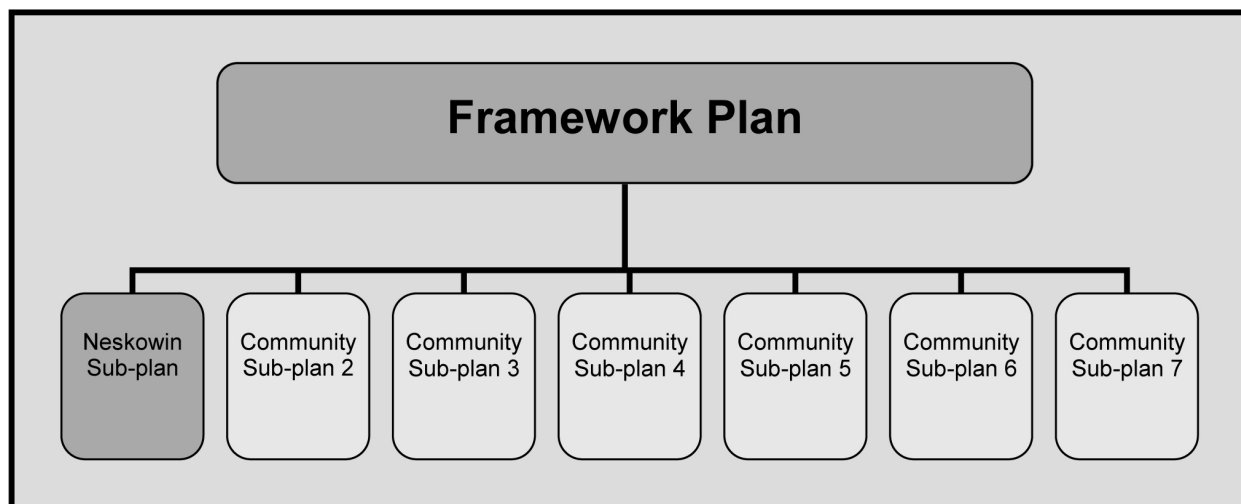 Framework Plan
Neskowin
Sub-plan
Community
Sub-plan 2
Community
Sub-plan 3
Community
Sub-plan 4
Community
Sub-plan 5
Community
Sub-plan 6
Community
Sub-plan 7